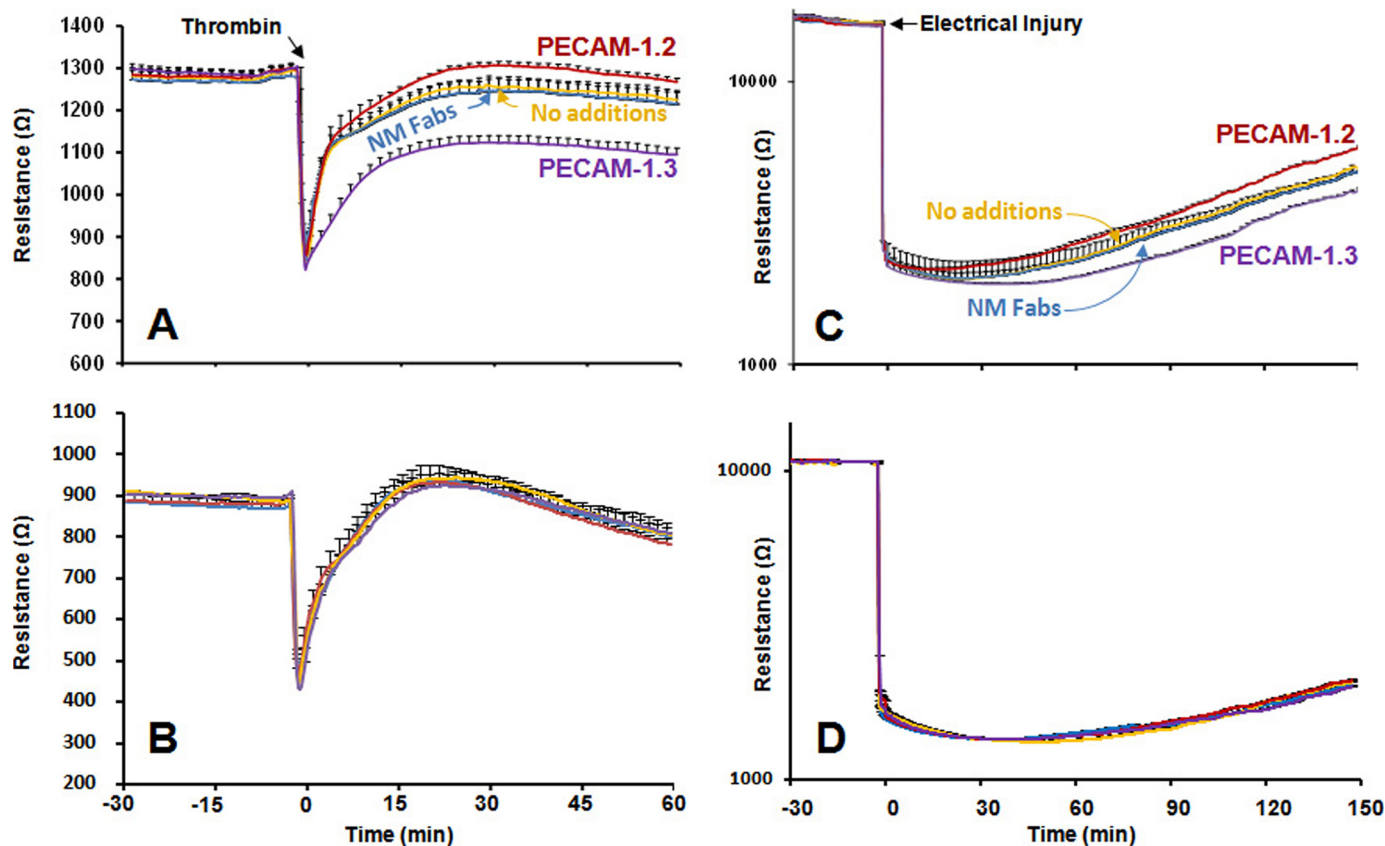 Thrombin
PECAM-1.2
NM Fabs
No additions
PECAM-1.3
Resistance (Ω)
1400
1300
1200
1100
1000
900
800
700
600
A
Electrical Injury
PECAM-1.2
No additions
PECAM-1.3
NM Fabs
Resistance (Ω)
10000
1000
C
Resistance (Ω)
1100
1000
900
800
700
600
500
400
300
200
B
-30
-15
0
15
30
45
60
Time (min)
Resistance (Ω)
10000
1000
D
-30
0
30
60
90
120
150
Time (min)